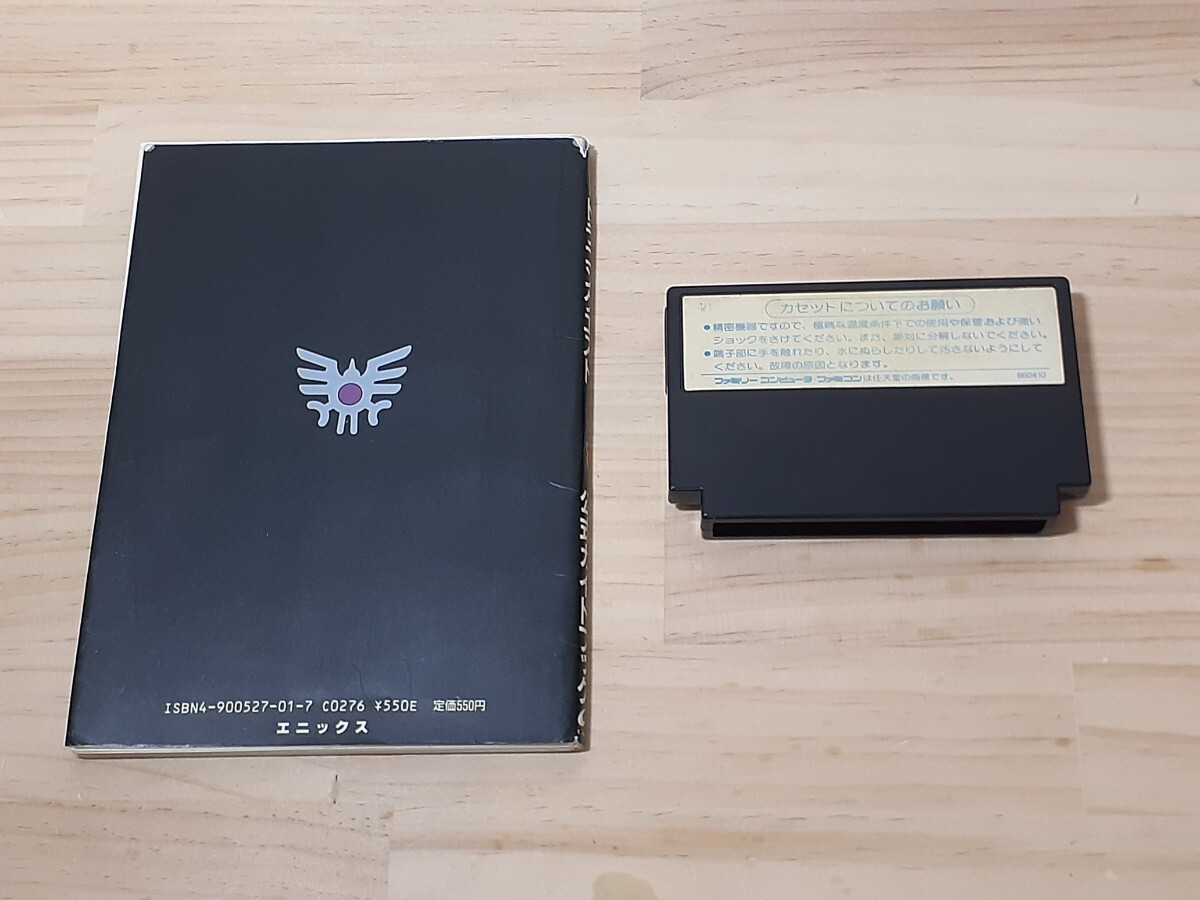 ISBN4-900527-01-7 C0276 ¥550E 定価550円
エニックス
カセットについてのお願い
●精密機器ですので、極端な温度条件下での使用や保管および強い
ショックをさけてください。また、絶対に分解しないでください。
●端子部に手を触れたり、水にぬらしたりして汚さないようにして
ください。故障の原因となります。
ファミリーコンピュータ/ファミコンは任天堂の商標です。